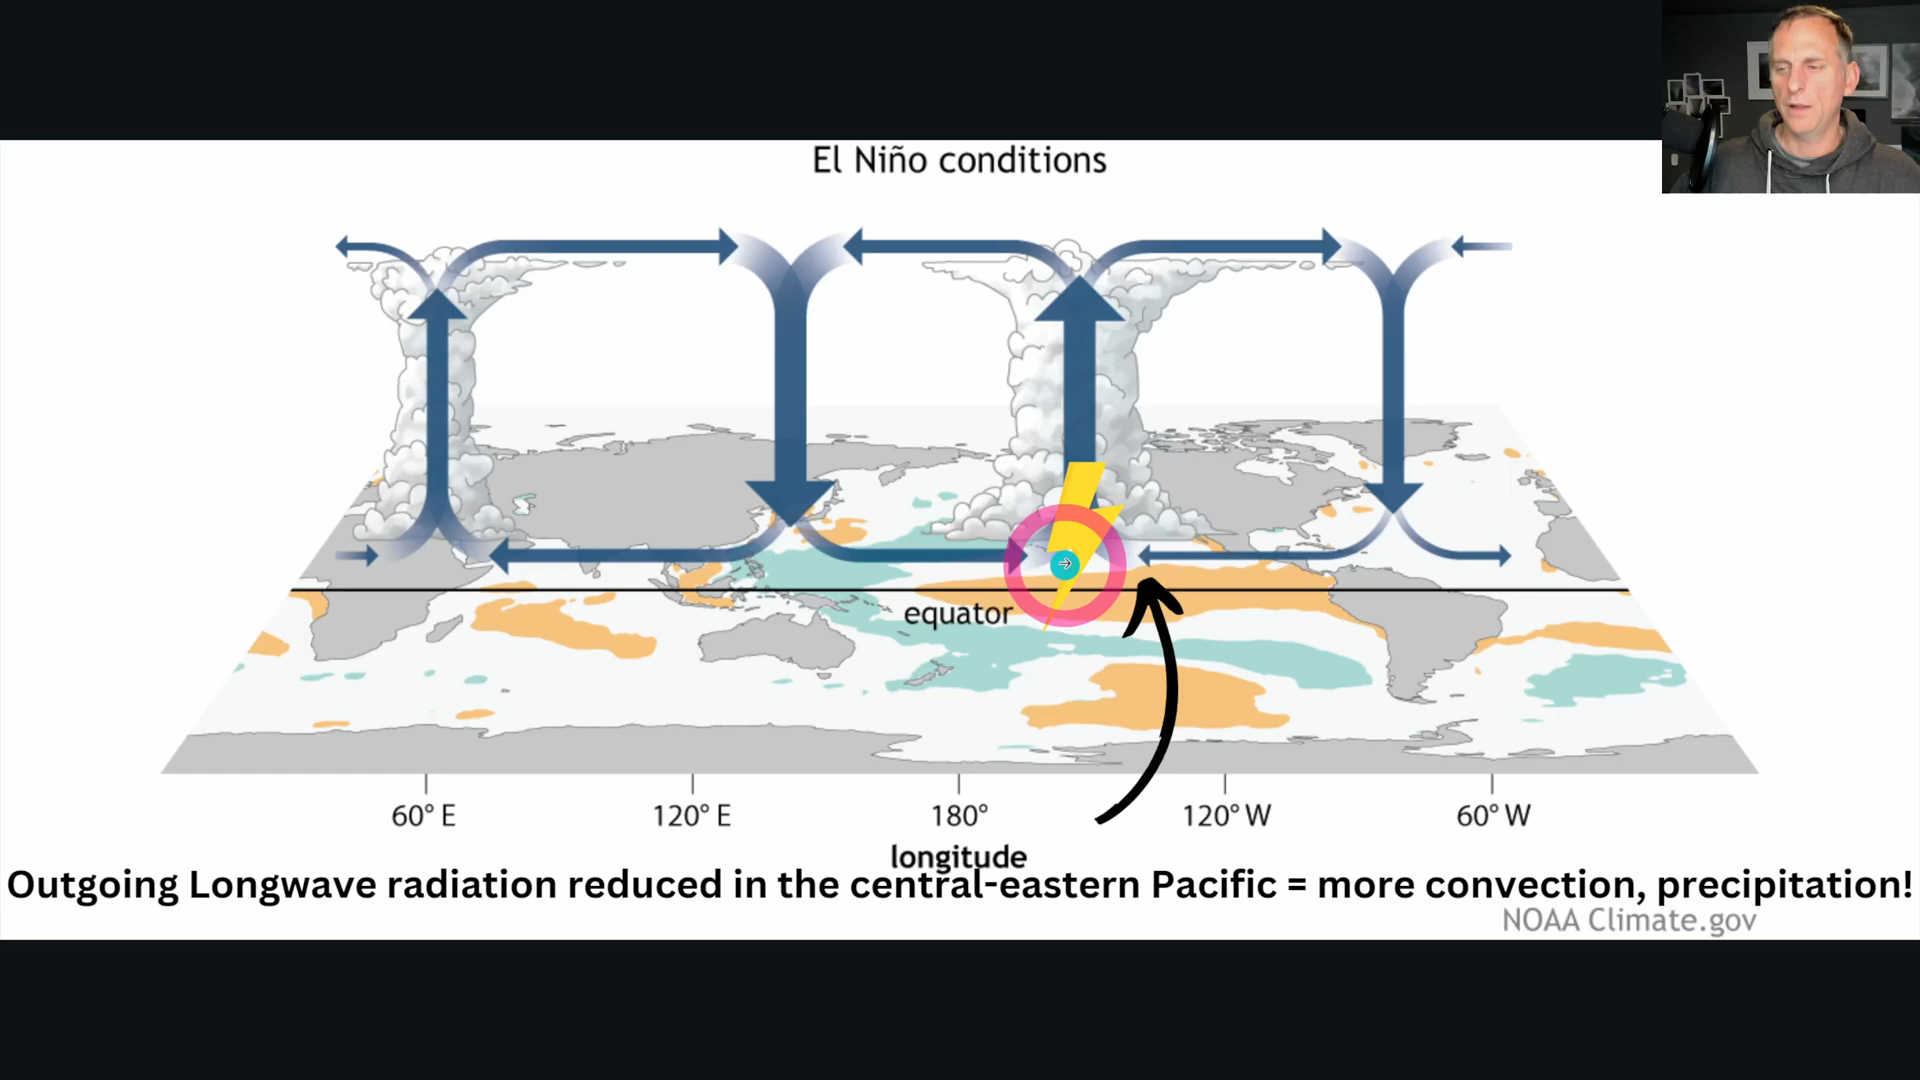 El Niño conditions
equator
60° E 120° E 180° 120° W 60° W
longitude
Outgoing Longwave radiation reduced in the central-eastern Pacific = more convection, precipitation!
NOAA Climate.gov